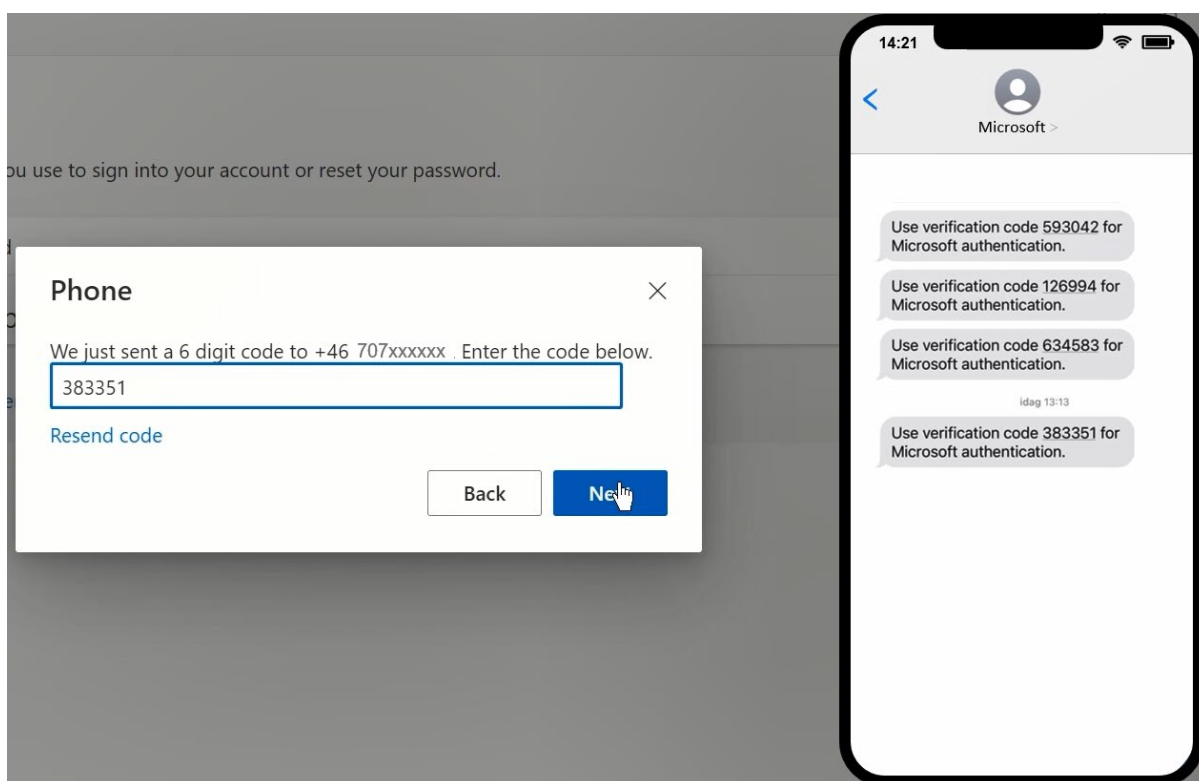 ou use to sign into your account or reset your password.
Phone
We just sent a 6 digit code to +46 707xxxxxx . Enter the code below.
383351
Resend code
Back
14:21
Microsoft >
Use verification code 593042 for
Microsoft authentication.
Use verification code 126994 for
Microsoft authentication.
Use verification code 634583 for
Microsoft authentication.
idag 13:13
Use verification code 383351 for
Microsoft authentication.